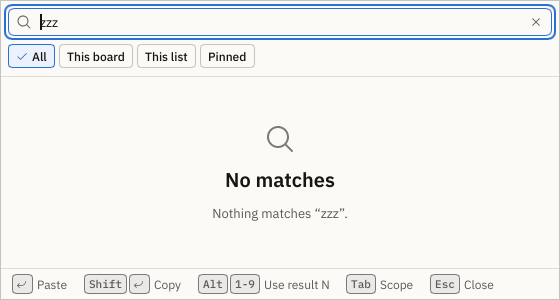 zzz
All This board This list Pinned
No matches
Nothing matches “zzz”.
Paste Shift Copy Alt 1-9 Use result N Tab Scope Esc Close